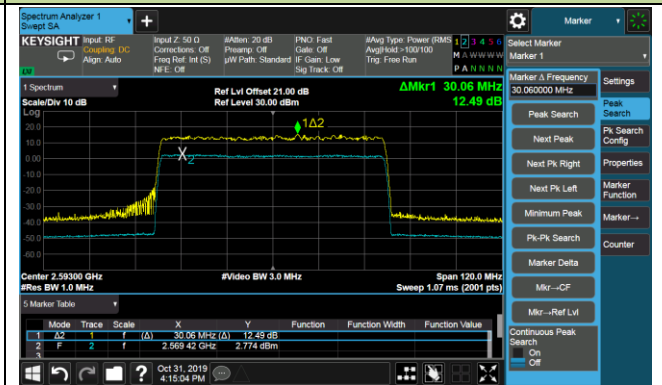 Spectrum Analyzer 1
Swept SA
Marker
KEYSIGHT
Input: RF
Coupling: DC
Align: Auto
Input Z: 50 Ω
Corrections: Off
Freq Ref: Int (S)
NFE: Off
#Atten: 20 dB
Preamp: Off
µW Path: Standard
PNO: Fast
Gate: Off
IF Gain: Low
Sig Track: Off
#Avg Type: Power (RMS
Avg|Hold:>100/100
Trig: Free Run
1 2 3 4 5 6
M A W W W W
P A N N N N
Select Marker
Marker 1
1 Spectrum
Scale/Div 10 dB
Log
Ref Lvl Offset 21.00 dB
Ref Level 30.00 dBm
ΔMkr1 30.06 MHz
12.49 dB
20.0
10.0
0.00
-10.0
-20.0
-30.0
-40.0
-50.0
-60.0
1Δ2
X2
Center 2.59300 GHz
#Res BW 1.0 MHz
#Video BW 3.0 MHz
Span 120.0 MHz
Sweep 1.07 ms (2001 pts)
5 Marker Table
Mode Trace Scale X Y Function Function Width Function Value
1 Δ2 1 f (Δ) 30.06 MHz (Δ) 12.49 dB
2 F 2 f 2.569 42 GHz 2.774 dBm
3
Oct 31, 2019
4:15:04 PM
Marker Δ Frequency
30.060000 MHz
Peak Search
Next Peak
Next Pk Right
Next Pk Left
Minimum Peak
Pk-Pk Search
Marker Delta
Mkr→CF
Mkr→Ref Lvl
Continuous Peak
Search
On
Off
Settings
Peak
Search
Pk Search
Config
Properties
Marker
Function
Marker→
Counter